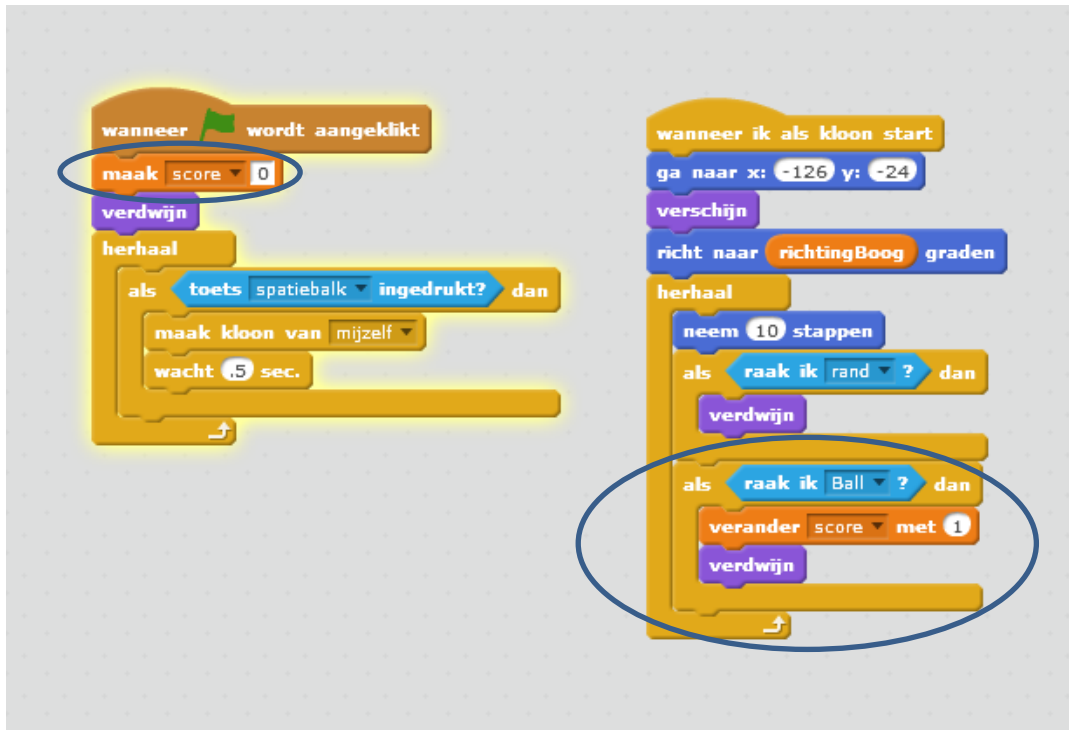 wanneer wordt aangeklikt
maak score 0
verdwijn
herhaal
als toets spatiebalk ingedrukt? dan
maak kloon van mijzelf
wacht .5 sec.
wanneer ik als kloon start
ga naar x: -126 y: -24
verschijn
richt naar richtingBoog graden
herhaal
neem 10 stappen
als raak ik rand ? dan
verdwijn
als raak ik Ball ? dan
verander score met 1
verdwijn